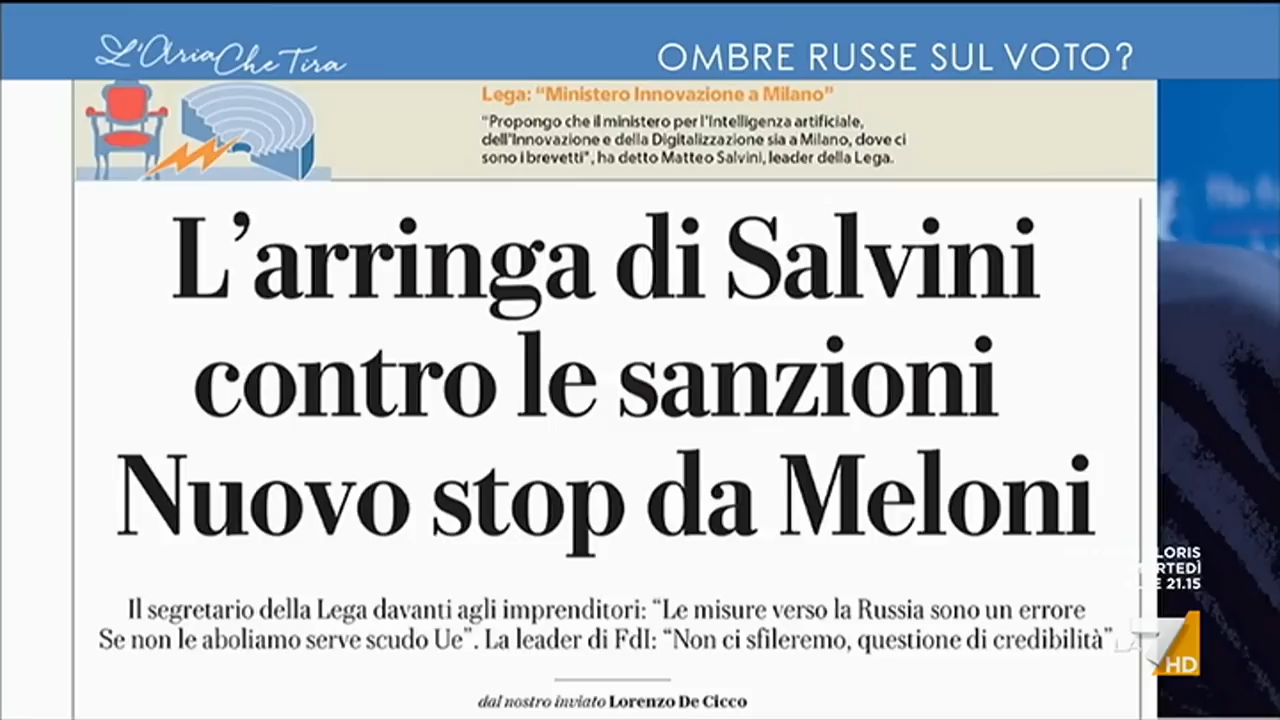 L'Aria Che Tira
OMBRE RUSSE SUL VOTO?
Lega: “Ministero Innovazione a Milano”
“Propongo che il ministero per l'Intelligenza artificiale,
dell'Innovazione e della Digitalizzazione sia a Milano, dove ci
sono i brevetti”, ha detto Matteo Salvini, leader della Lega.
L’arringa di Salvini
contro le sanzioni
Nuovo stop da Meloni
Il segretario della Lega davanti agli imprenditori: “Le misure verso la Russia sono un errore
Se non le aboliamo serve scudo Ue”. La leader di FdI: “Non ci sfileremo, questione di credibilità”
dal nostro inviato Lorenzo De Cicco
LORIS
21.15
LA7
HD